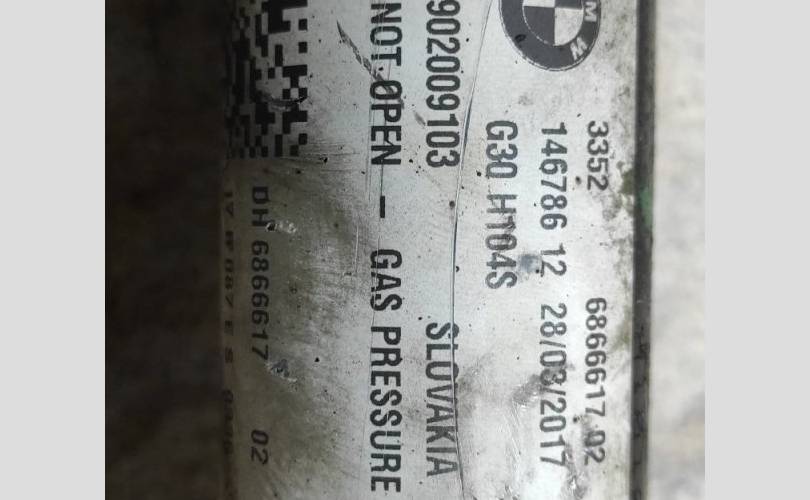 3352 6866617 02
146786 12 28/03/2017
G30 H104S
902009103 SLOVAKIA
NOT OPEN - GAS PRESSURE
DH 6866617 02